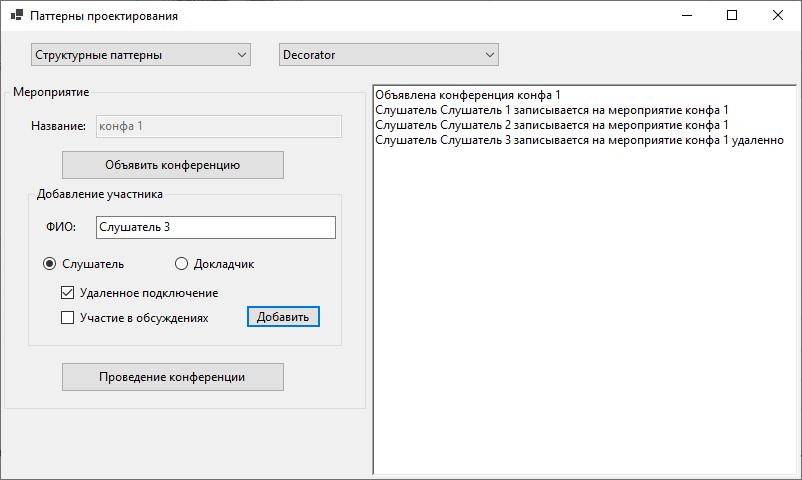 Паттерны проектирования
Структурные паттерны
Decorator
Мероприятие
Название:
конфа 1
Объявить конференцию
Добавление участника
ФИО:
Слушатель 3
Слушатель
Докладчик
Удаленное подключение
Участие в обсуждениях
Добавить
Проведение конференции
Объявлена конференция конфа 1
Слушатель Слушатель 1 записывается на мероприятие конфа 1
Слушатель Слушатель 2 записывается на мероприятие конфа 1
Слушатель Слушатель 3 записывается на мероприятие конфа 1 удаленно